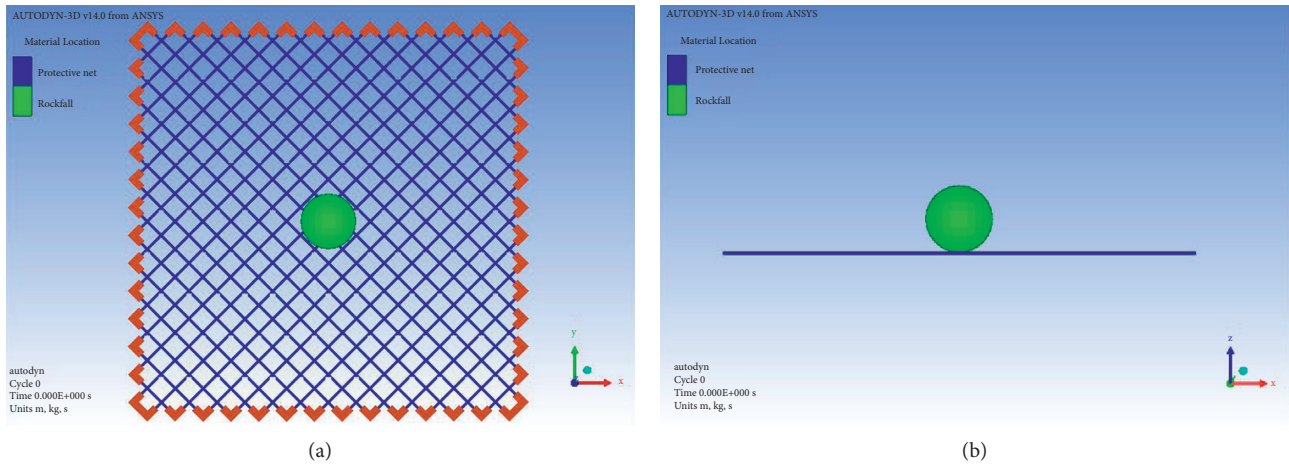 AUTODYN-3D v14.0 from ANSYS
Material Location
Protective net
Rockfall
y
x
autodyn
Cycle 0
Time 0.000E+000 s
Units m, kg, s
(a)
AUTODYN-3D v14.0 from ANSYS
Material Location
Protective net
Rockfall
z
x
autodyn
Cycle 0
Time 0.000E+000 s
Units m, kg, s
(b)